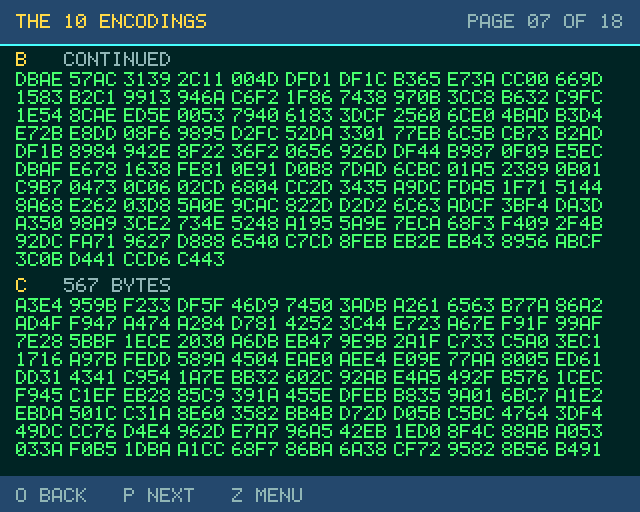 THE 10 ENCODINGS PAGE 07 OF 18
B CONTINUED
DBAE 57AC 3139 2C11 004D DFD1 DF1C B365 E73A CC00 669D
1583 B2C1 9913 946A C6F2 1F86 7438 970B 3CC8 B632 C9FC
1E54 8CAE ED5E 0053 7940 6183 3DCF 2560 6CE0 4BAD B3D4
E72B E8DD 08F6 9895 D2FC 52DA 3301 77EB 6C5B CB73 B2AD
DF1B 8984 942E 8F22 36F2 0656 926D DF44 B987 0F09 E5EC
DBAF E678 1638 FE81 0E91 D0B8 7DAD 6CBC 01A5 2389 0B01
C9B7 0473 0C06 02CD 6804 CC2D 3435 A9DC FDA5 1F71 5144
8A68 E262 03D8 5A0E 9CAC 822D D2D2 6C63 ADCF 3BF4 DA3D
A350 98A9 3CE2 734E 5248 A195 5A9E 7ECA 68F3 F409 2F4B
92DC FA71 9627 D888 6540 C7CD 8FEB EB2E EB43 8956 ABCF
3C0B D441 CCD6 C443
C 567 BYTES
A3E4 959B F233 DF5F 46D9 7450 3ADB A261 6563 B77A 86A2
AD4F F947 A474 A284 D781 4252 3C44 E723 A67E F91F 99AF
7E28 5BBF 1ECE 2030 A6DB EB47 9E9B 2A1F C733 C5A0 3EC1
1716 A97B FEDD 589A 4504 EAE0 AEE4 E09E 77AA 8005 ED61
DD31 4341 C954 1A7E BB32 602C 92AB E4A5 492F B576 1CEC
F945 C1EF EB28 85C9 391A 455E DFEB B835 9A01 6BC7 A1E2
EBDA 501C C31A 8E60 3582 BB4B D72D D05B C5BC 4764 3DF4
49DC CC76 D4E4 962D E7A7 96A5 42EB 1ED0 8F4C 88AB A053
033A F0B5 1DBA A1CC 68F7 86BA 6A38 CF72 9582 8B56 B491
O BACK P NEXT Z MENU